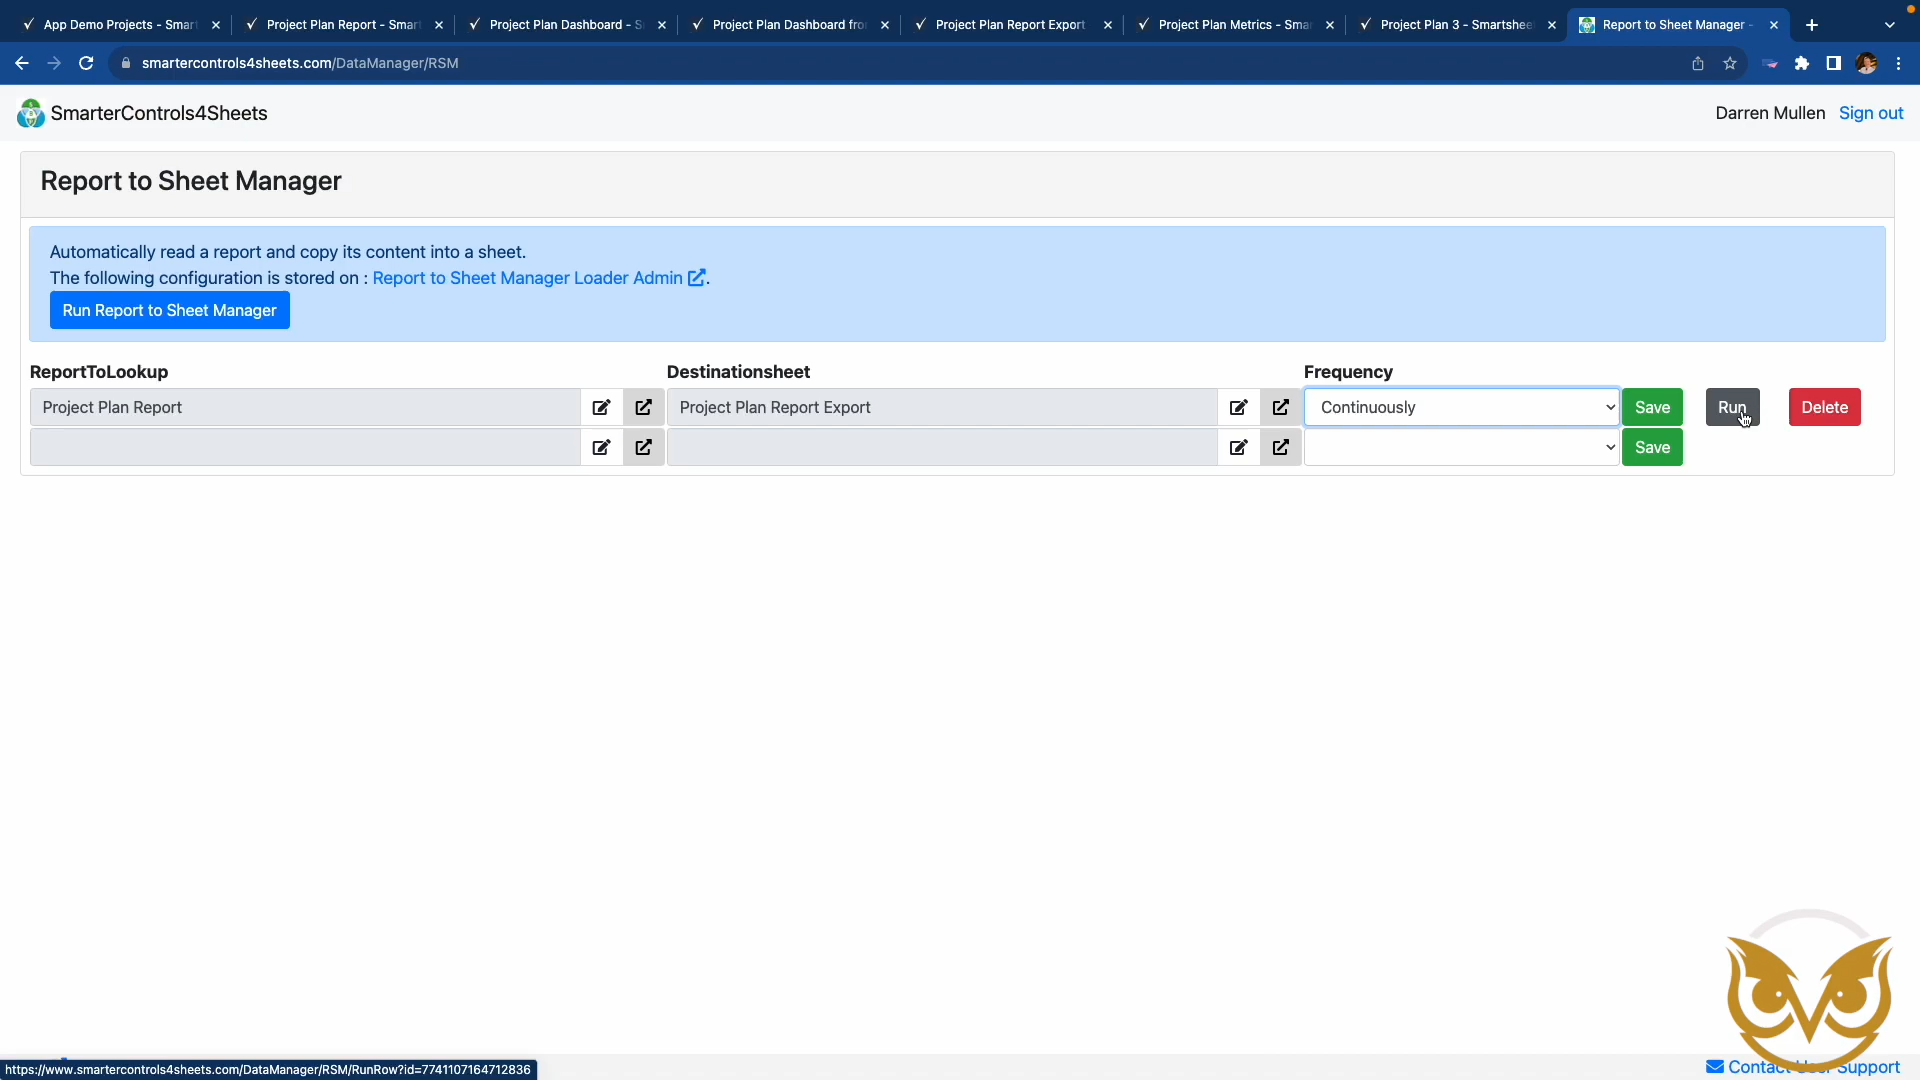 App Demo Projects - Smar
Project Plan Report - Smar
Project Plan Dashboard - S
Project Plan Dashboard fro
Project Plan Report Export
Project Plan Metrics - Sma
Project Plan 3 - Smartshee
Report to Sheet Manager -
smartercontrols4sheets.com/DataManager/RSM
SmarterControls4Sheets
Darren Mullen Sign out
Report to Sheet Manager
Automatically read a report and copy its content into a sheet.
The following configuration is stored on : Report to Sheet Manager Loader Admin.
Run Report to Sheet Manager
ReportToLookup Destinationsheet Frequency
Project Plan Report Project Plan Report Export Continuously Save Run Delete
Save
https://www.smartercontrols4sheets.com/DataManager/RSM/RunRow?id=7741107164712836
Contact User Support